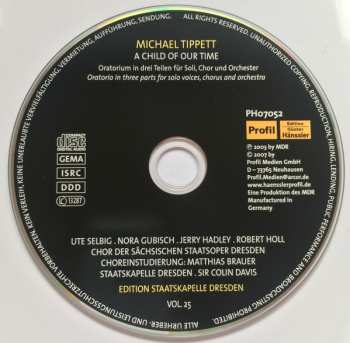 MICHAEL TIPPETT
A CHILD OF OUR TIME
Oratorium in drei Teilen für Soli, Chor und Orchester
Oratorio in three parts for solo voices, chorus and orchestra
PH07052
COMPACT
disc
DIGITAL AUDIO
GEMA
ISRC
DDD
LC 13287
Profil
Edition
Günter
Hänssler
℗ 2003 by MDR
© 2007 by
Profil Medien GmbH
D – 73765 Neuhausen
Profil.Medien@arcor.de
www.haensslerprofil.de
Eine Produktion des MDR
Manufactured in
Germany
UTE SELBIG . NORA GUBISCH . JERRY HADLEY . ROBERT HOLL
CHOR DER SÄCHSISCHEN STAATSOPER DRESDEN
CHOREINSTUDIERUNG: MATTHIAS BRAUER
STAATSKAPELLE DRESDEN . SIR COLIN DAVIS
EDITION STAATSKAPELLE DRESDEN
VOL. 25
ALLE URHEBER- UND LEISTUNGSSCHUTZRECHTE VORBEHALTEN. KEIN VERLEIH, KEINE UNERLAUBTE VERVIELFÄLTIGUNG, VERMIETUNG, AUFFÜHRUNG, SENDUNG.
ALL RIGHTS RESERVED. UNAUTHORIZED COPYING, REPRODUCTION, HIRING, LENDING, PUBLIC PERFORMANCE AND BROADCASTING PROHIBITED.